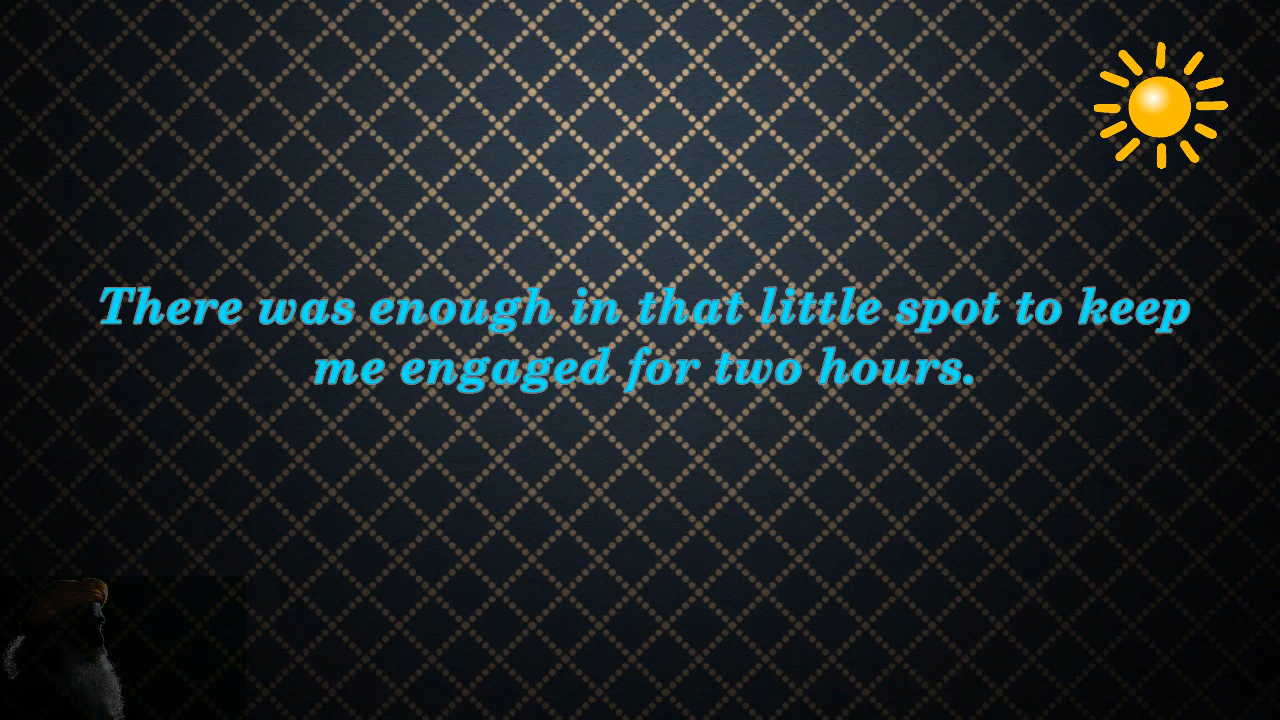 There was enough in that little spot to keep
me engaged for two hours.